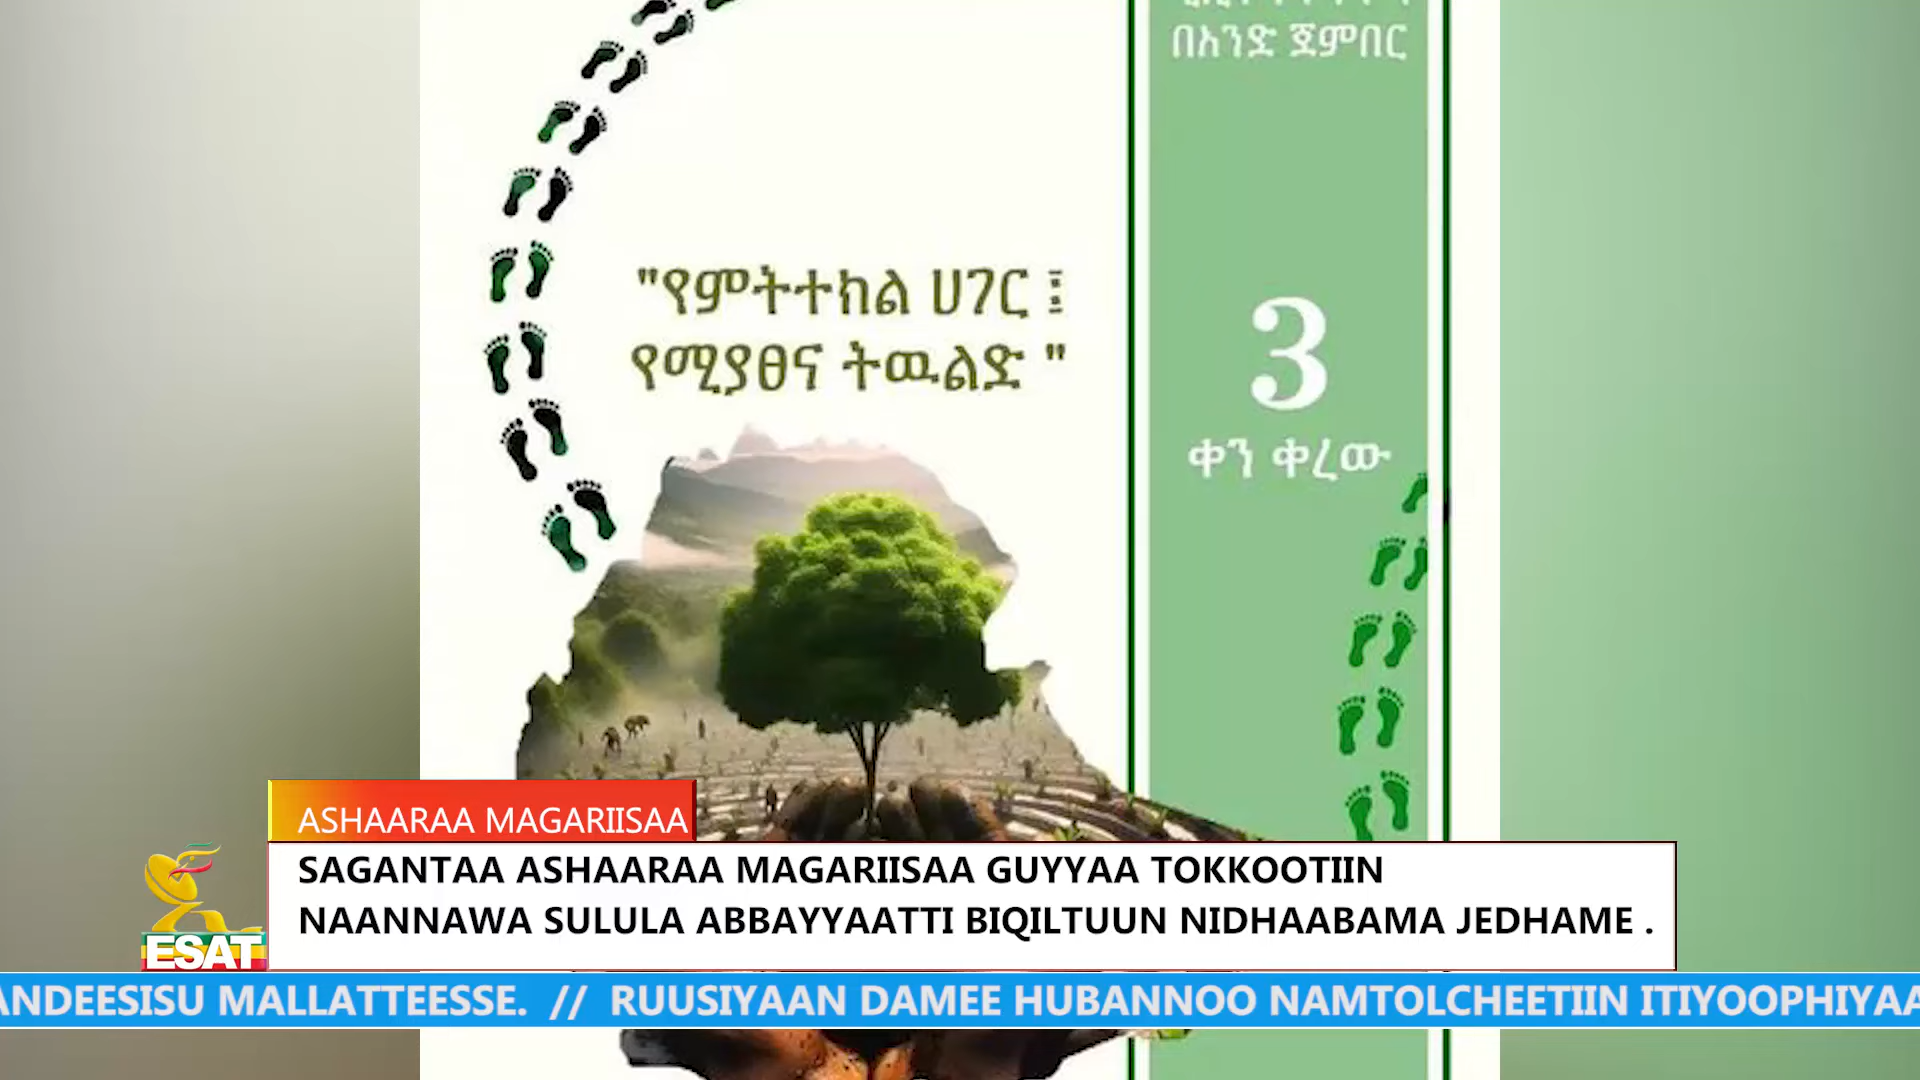 በአንድ ጀምበር
"የምትተክል ሀገር ፤
የሚያፀና ትዉልድ "
3
ቀን ቀረው
ASHAARAA MAGARIISAA
SAGANTAA ASHAARAA MAGARIISAA GUYYAA TOKKOOTIIN
NAANNAWA SULULA ABBAYYAATTI BIQILTUUN NIDHAABAMA JEDHAME .
ESAT
ANDEESISU MALLATTEESSE. // RUUSIYAAN DAMEE HUBANNOO NAMTOLCHEETIIN ITIYOOPHIYAA